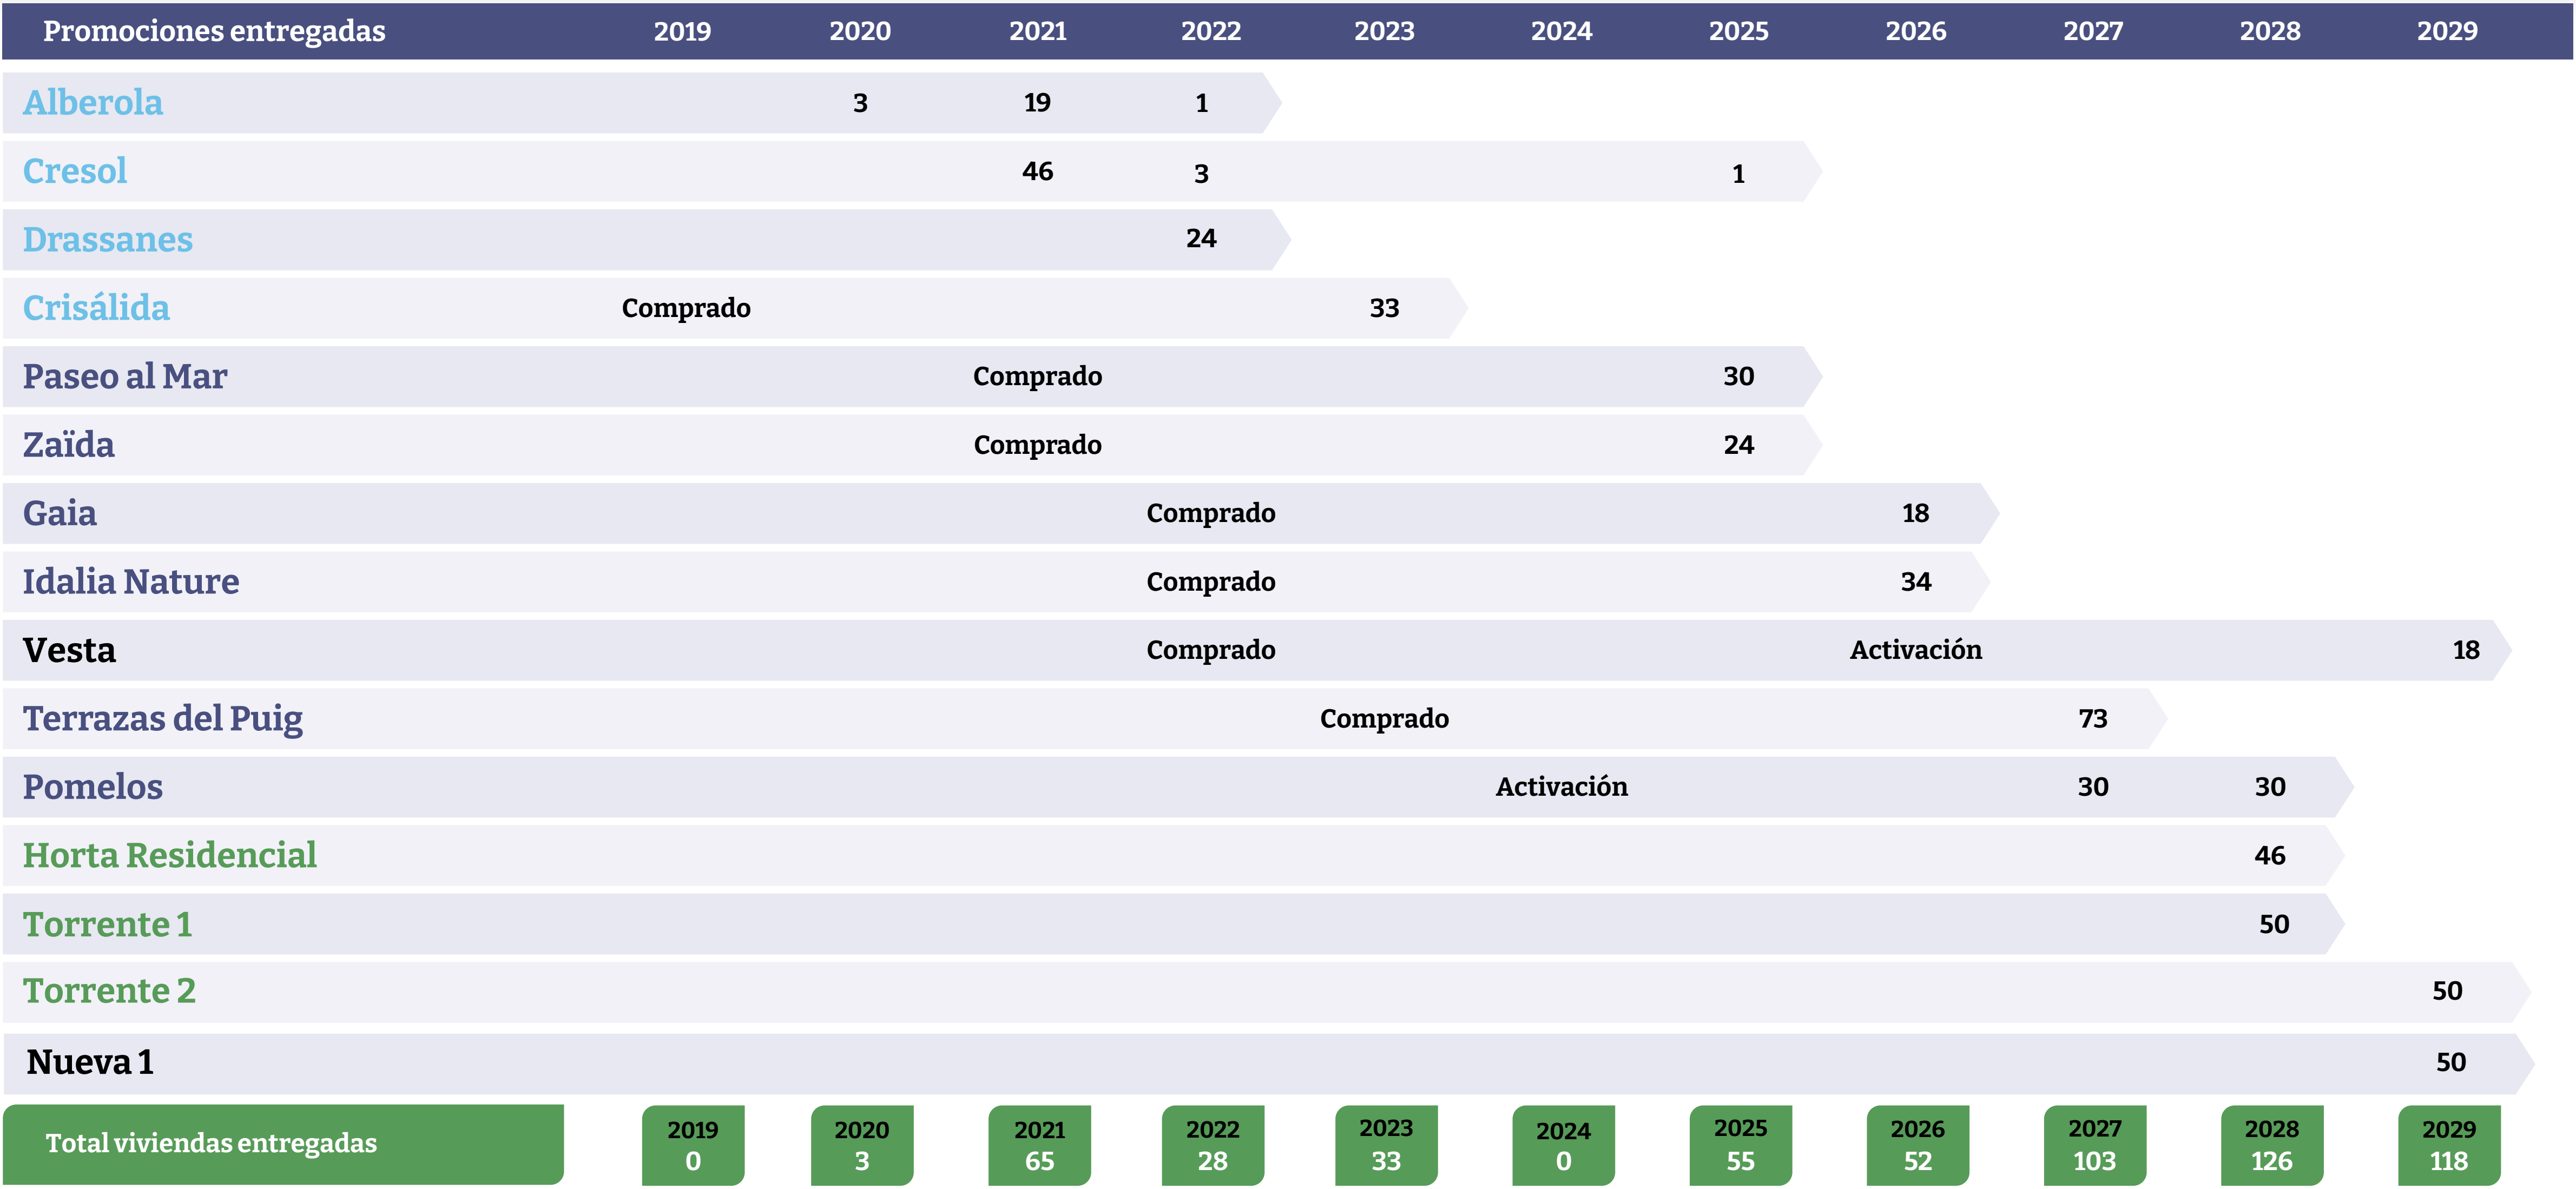 Promociones entregadas 2019 2020 2021 2022 2023 2024 2025 2026 2027 2028 2029
Alberola 3 19 1
Cresol 46 3 1
Drassanes 24
Crisálida Comprado 33
Paseo al Mar Comprado 30
Zaïda Comprado 24
Gaia Comprado 18
Idalia Nature Comprado 34
Vesta Comprado Activación 18
Terrazas del Puig Comprado 73
Pomelos Activación 30 30
Horta Residencial 46
Torrente 1 50
Torrente 2 50
Nueva 1 50
Total viviendas entregadas
2019 2020 2021 2022 2023 2024 2025 2026 2027 2028 2029
0 3 65 28 33 0 55 52 103 126 118